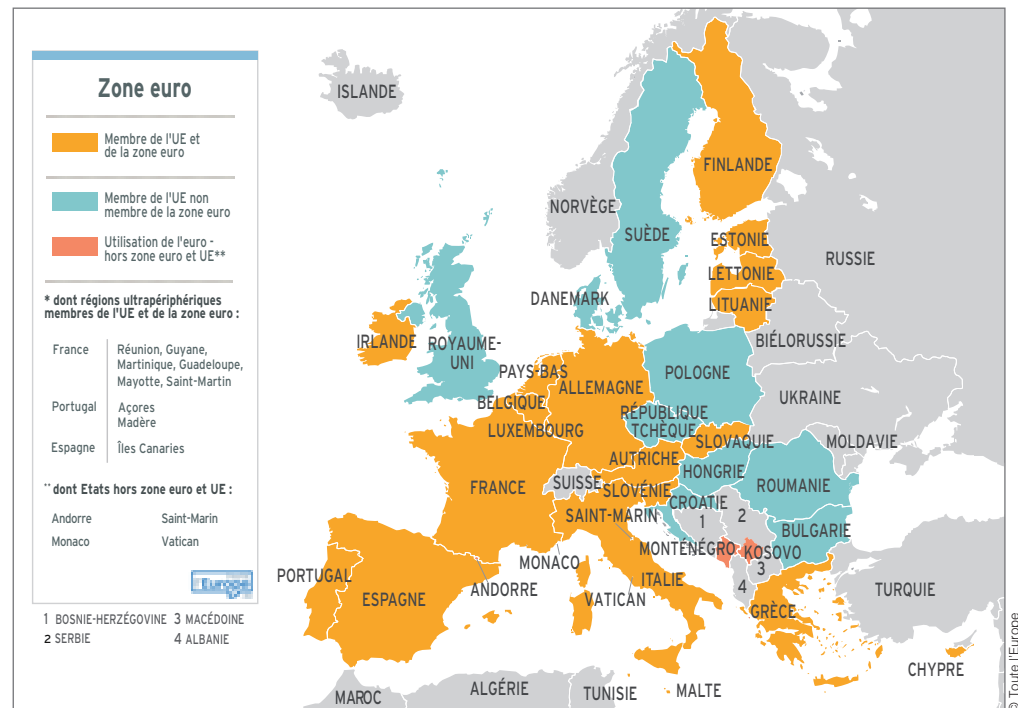 Zone euro
Membre de l'UE et
de la zone euro
Membre de l'UE non
membre de la zone euro
Utilisation de l'euro -
hors zone euro et UE**
* dont régions ultrapériphériques
membres de l'UE et de la zone euro :
France
Réunion, Guyane,
Martinique, Guadeloupe,
Mayotte, Saint-Martin
Portugal
Açores
Madère
Espagne
Îles Canaries
** dont Etats hors zone euro et UE :
Andorre
Saint-Marin
Monaco
Vatican
Europe
1 BOSNIE-HERZÉGOVINE
3 MACÉDOINE
2 SERBIE
4 ALBANIE
ISLANDE
FINLANDE
NORVÈGE
SUÈDE
ESTONIE
RUSSIE
LETTONIE
DANEMARK
LITUANIE
IRLANDE
ROYAUME-
UNI
BIÉLORUSSIE
PAYS-BAS
POLOGNE
ALLEMAGNE
UKRAINE
BELGIQUE
RÉPUBLIQUE
TCHÈQUE
LUXEMBOURG
SLOVAQUIE
MOLDAVIE
AUTRICHE
HONGRIE
SUISSE
FRANCE
SLOVÉNIE
ROUMANIE
CROATIE
SAINT-MARIN
1
2
BULGARIE
MONTÉNÉGRO
KOSOVO
MONACO
3
PORTUGAL
ITALIE
4
ANDORRE
TURQUIE
ESPAGNE
VATICAN
GRÈCE
CHYPRE
MAROC
ALGÉRIE
TUNISIE
MALTE
© Toute l'Europe